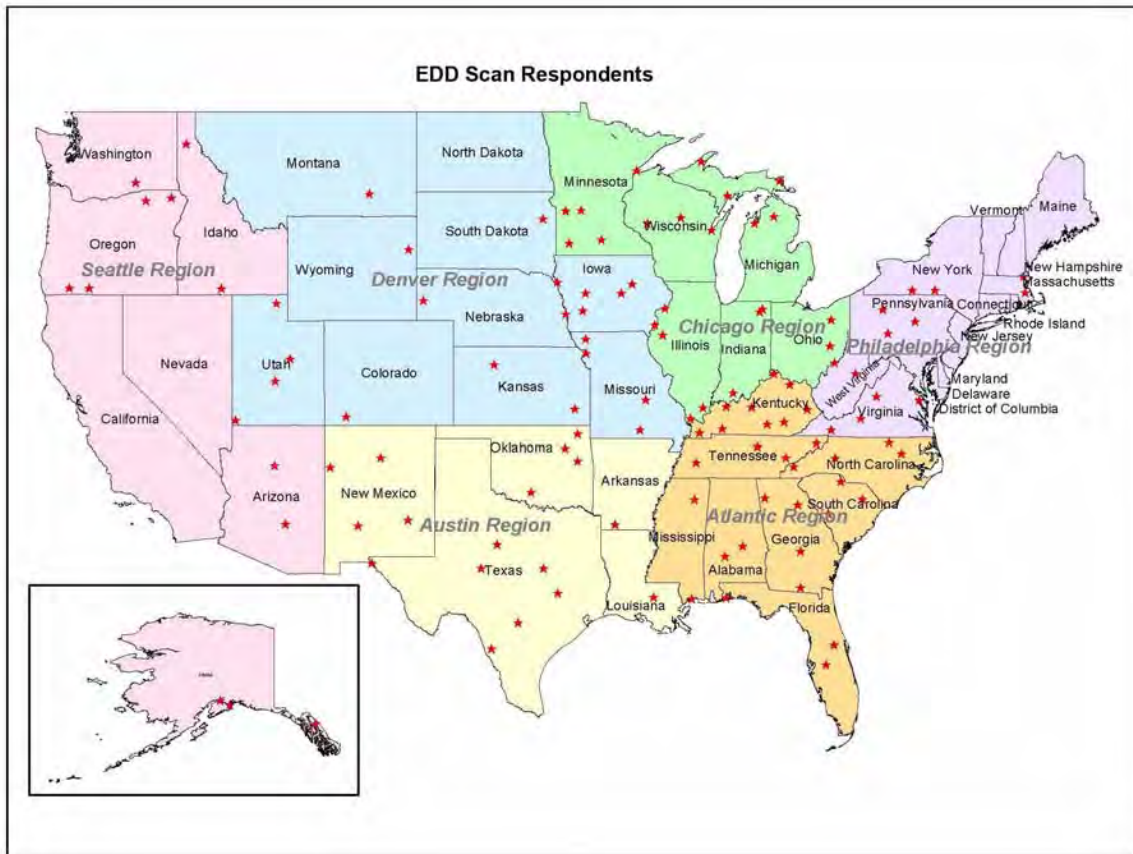 EDD Scan Respondents
Washington
Montana
North Dakota
Minnesota
Maine
Vermont
Oregon
Idaho
South Dakota
Wisconsin
Michigan
New York
New Hampshire
Massachusetts
Seattle Region
Wyoming
Denver Region
Iowa
Pennsylvania
Connecticut
Rhode Island
Nebraska
Chicago Region
Illinois
Indiana
Ohio
New Jersey
Philadelphia Region
Nevada
Utah
Colorado
Kansas
Missouri
West Virginia
Maryland
Delaware
District of Columbia
California
Kentucky
Virginia
Oklahoma
Tennessee
North Carolina
Arizona
New Mexico
Arkansas
South Carolina
Austin Region
Atlantic Region
Mississippi
Georgia
Texas
Alabama
Louisiana
Florida